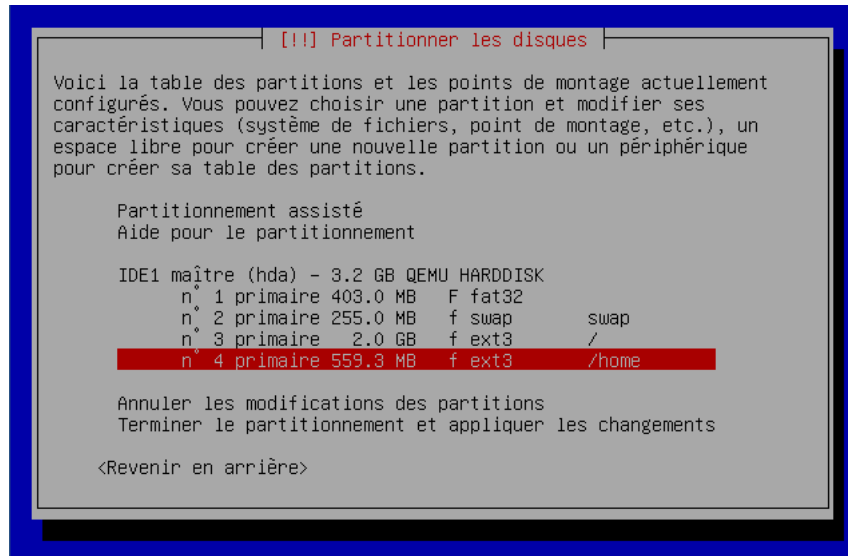 [!!] Partitionner les disques
Voici la table des partitions et les points de montage actuellement
configurés. Vous pouvez choisir une partition et modifier ses
caractéristiques (système de fichiers, point de montage, etc.), un
espace libre pour créer une nouvelle partition ou un périphérique
pour créer sa table des partitions.
Partitionnement assisté
Aide pour le partitionnement
IDE1 maître (hda) - 3.2 GB QEMU HARDDISK
n° 1 primaire 403.0 MB F fat32
n° 2 primaire 255.0 MB f swap swap
n° 3 primaire 2.0 GB f ext3 /
n° 4 primaire 559.3 MB f ext3 /home
Annuler les modifications des partitions
Terminer le partitionnement et appliquer les changements
<Revenir en arrière>